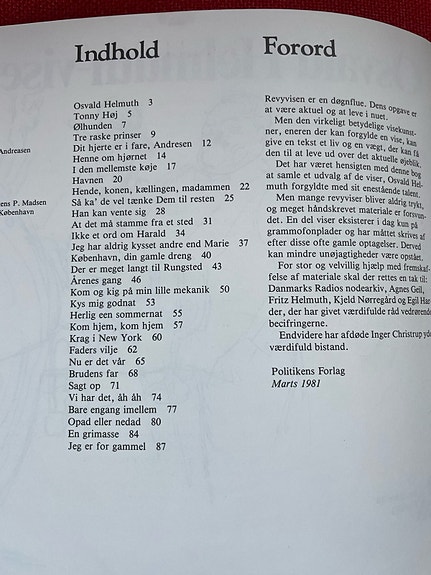 Andreasen
ens P. Madsen
København
Indhold
Osvald Helmuth 3
Tonny Høj 5
Ølhunden 7
Tre raske prinser 9
Dit hjerte er i fare, Andresen 12
Henne om hjørnet 14
I den mellemste køje 17
Havnen 20
Hende, konen, kællingen, madammen 22
Så ka' de vel tænke Dem til resten 25
Han kan vente sig 28
At det må stamme fra et sted 31
Ikke et ord om Harald 34
Jeg har aldrig kysset andre end Marie 37
København, din gamle dreng 40
Der er meget langt til Rungsted 43
Årenes gang 46
Kom og kig på min lille mekanik 50
Kys mig godnat 53
Herlig een sommernat 55
Kom hjem, kom hjem 57
Krag i New York 60
Faders vilje 62
Nu er det vår 65
Brudens far 68
Sagt op 71
Vi har det, åh åh 74
Bare engang imellem 77
Opad eller nedad 80
En grimasse 84
Jeg er for gammel 87
Forord
Revyvisen er en døgnflue. Dens opgave er
at være aktuel og at leve i nuet.
Men den virkeligt betydelige visekunst-
ner, eneren der kan forgylde en vise, kan
give en tekst liv og en vægt, der kan få
den til at leve ud over det aktuelle øjeblik.
Det har været hensigten med denne bog
at samle et udvalg af de viser, Osvald Hel-
muth forgyldte med sit enestående talent.
Men mange revyviser bliver aldrig trykt,
og meget håndskrevet materiale er forsvun-
det. En del viser eksisterer i dag kun på
grammofonplader og har måttet skrives af
efter disse ofte gamle optagelser. Derved
kan mindre unøjagtigheder være opstået.
For stor og velvillig hjælp med fremskaf-
felse af materiale skal der rettes en tak til:
Danmarks Radios nodearkiv, Agnes Gell,
Fritz Helmuth, Kjeld Nørregård og Egil Har
der, der har givet værdifulde råd vedrørende
becifringerne.
Endvidere har afdøde Inger Christrup yde
værdifuld bistand.
Politikens Forlag
Marts 1981